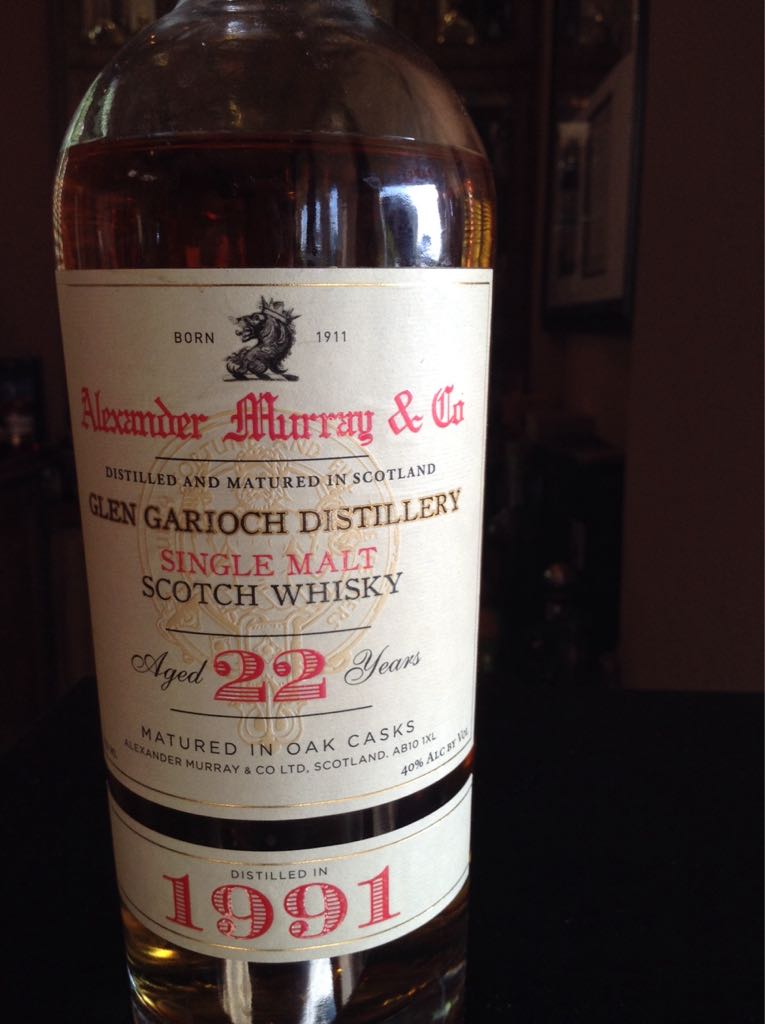 BORN 1911
Alexander Murray & Co
DISTILLED AND MATURED IN SCOTLAND
GLEN GARIOCH DISTILLERY
SINGLE MALT
SCOTCH WHISKY
Aged 22 Years
MATURED IN OAK CASKS
ALEXANDER MURRAY & CO LTD, SCOTLAND. AB10 1XL
40% ALC BY VOL
DISTILLED IN
1991